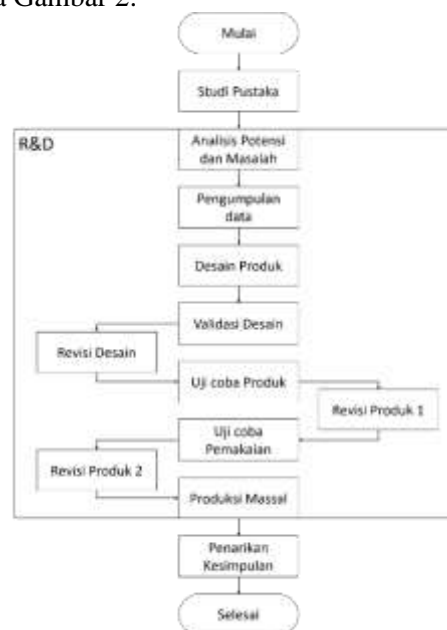 Gambar 2.
Mulai
Studi Pustaka
R&D
Analisis Potensi
dan Masalah
Pengumpulan
data
Desain Produk
Validasi Desain
Revisi Desain
Uji coba Produk
Revisi Produk 1
Uji coba
Pemakaian
Revisi Produk 2
Produksi Massal
Penarikan
Kesimpulan
Selesai